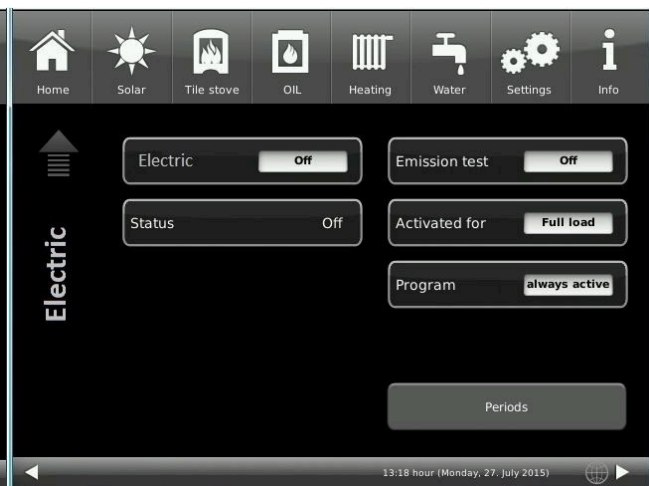 Home
Solar
Tile stove
OIL
Heating
Water
Settings
Info
Electric
Electric Off
Status Off
Emission test Off
Activated for Full load
Program always active
Periods
13:18 hour (Monday, 27. July 2015)